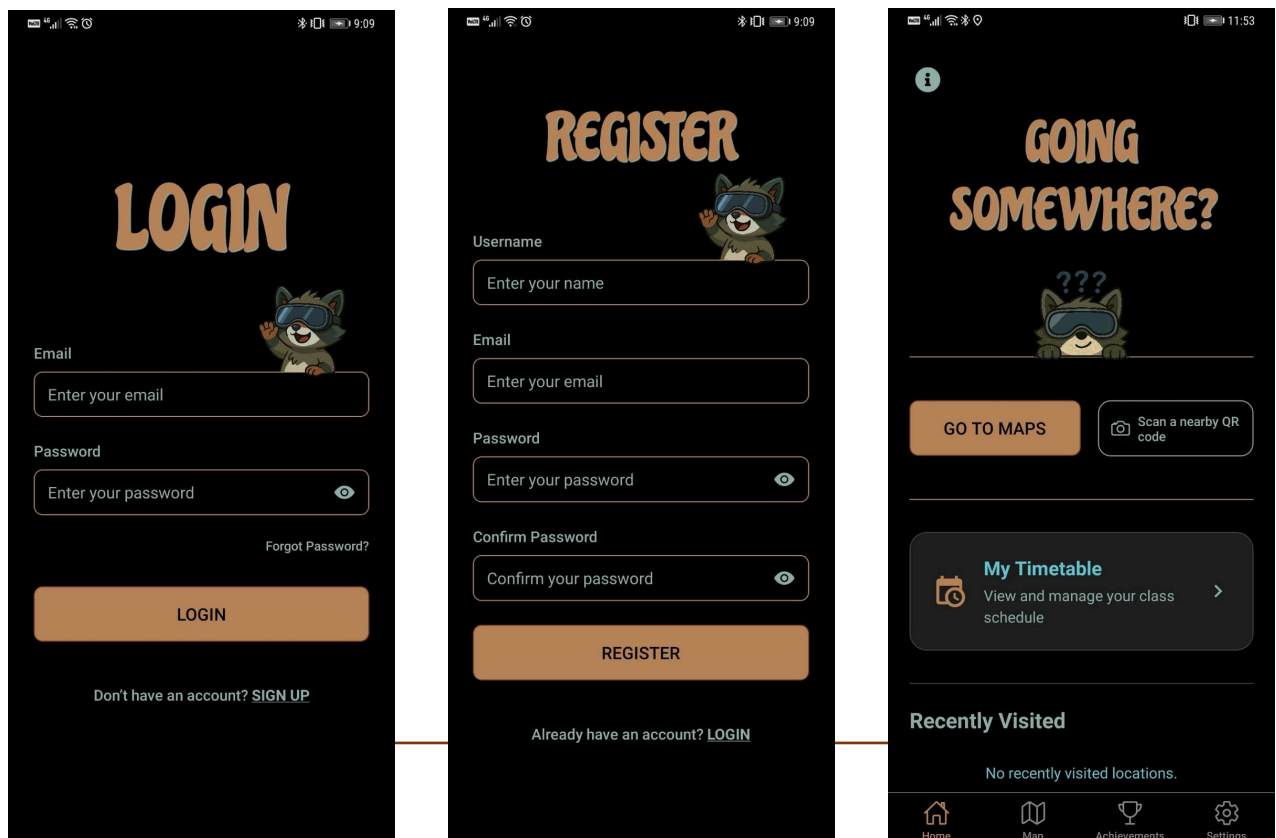 9:09
LOGIN
Email
Enter your email
Password
Enter your password
Forgot Password?
LOGIN
Don't have an account? SIGN UP
9:09
REGISTER
Username
Enter your name
Email
Enter your email
Password
Enter your password
Confirm Password
Confirm your password
REGISTER
Already have an account? LOGIN
11:53
GOING
SOMEWHERE?
???
GO TO MAPS
Scan a nearby QR
code
My Timetable
View and manage your class
schedule
Recently Visited
No recently visited locations.
Home Map Achievements Settings